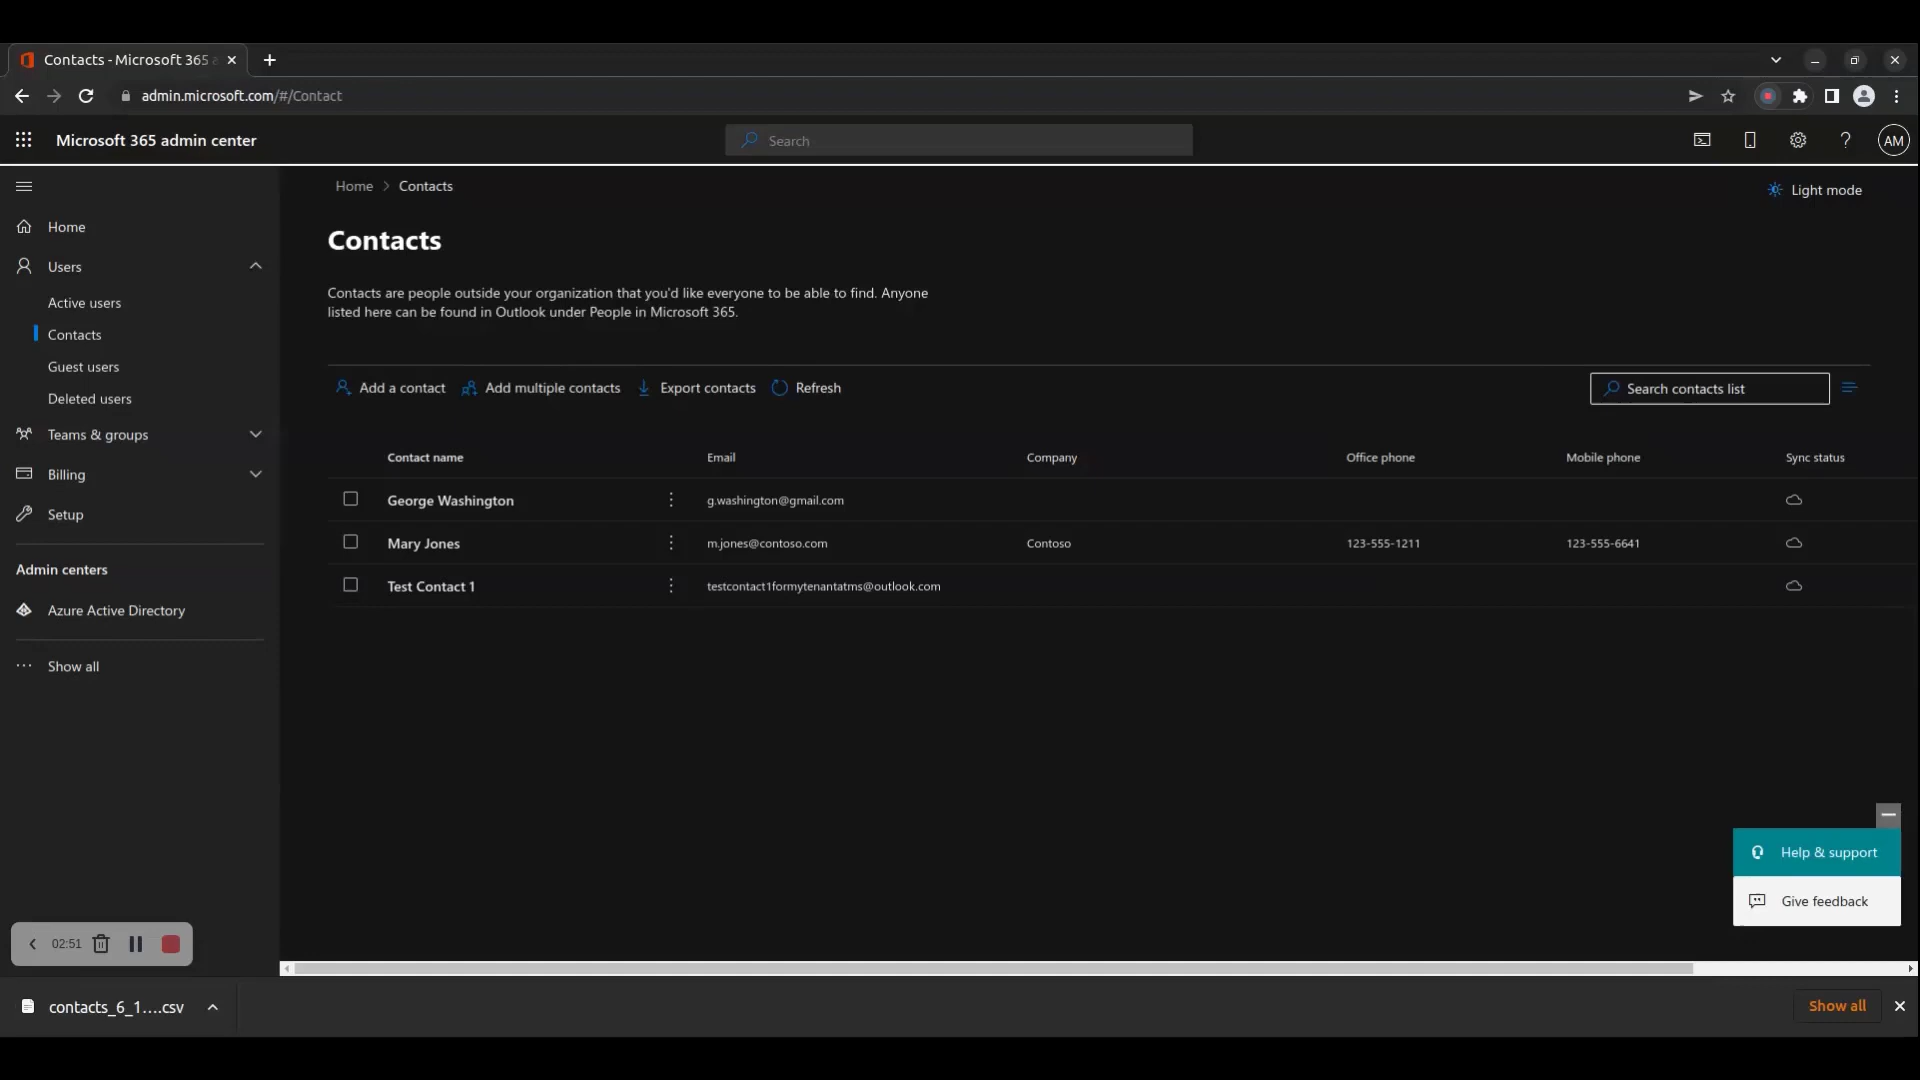 Contacts - Microsoft 365 a
admin.microsoft.com/#/Contact
Microsoft 365 admin center
Search
AM
Home > Contacts
Light mode
Home
Users
Active users
Contacts
Guest users
Deleted users
Teams & groups
Billing
Setup
Admin centers
Azure Active Directory
Show all
Contacts
Contacts are people outside your organization that you'd like everyone to be able to find. Anyone
listed here can be found in Outlook under People in Microsoft 365.
Add a contact Add multiple contacts Export contacts Refresh
Search contacts list
Contact name Email Company Office phone Mobile phone Sync status
George Washington g.washington@gmail.com
Mary Jones m.jones@contoso.com Contoso 123-555-1211 123-555-6641
Test Contact 1 testcontact1formytenantatms@outlook.com
Help & support
Give feedback
02:51
contacts_6_1....csv
Show all